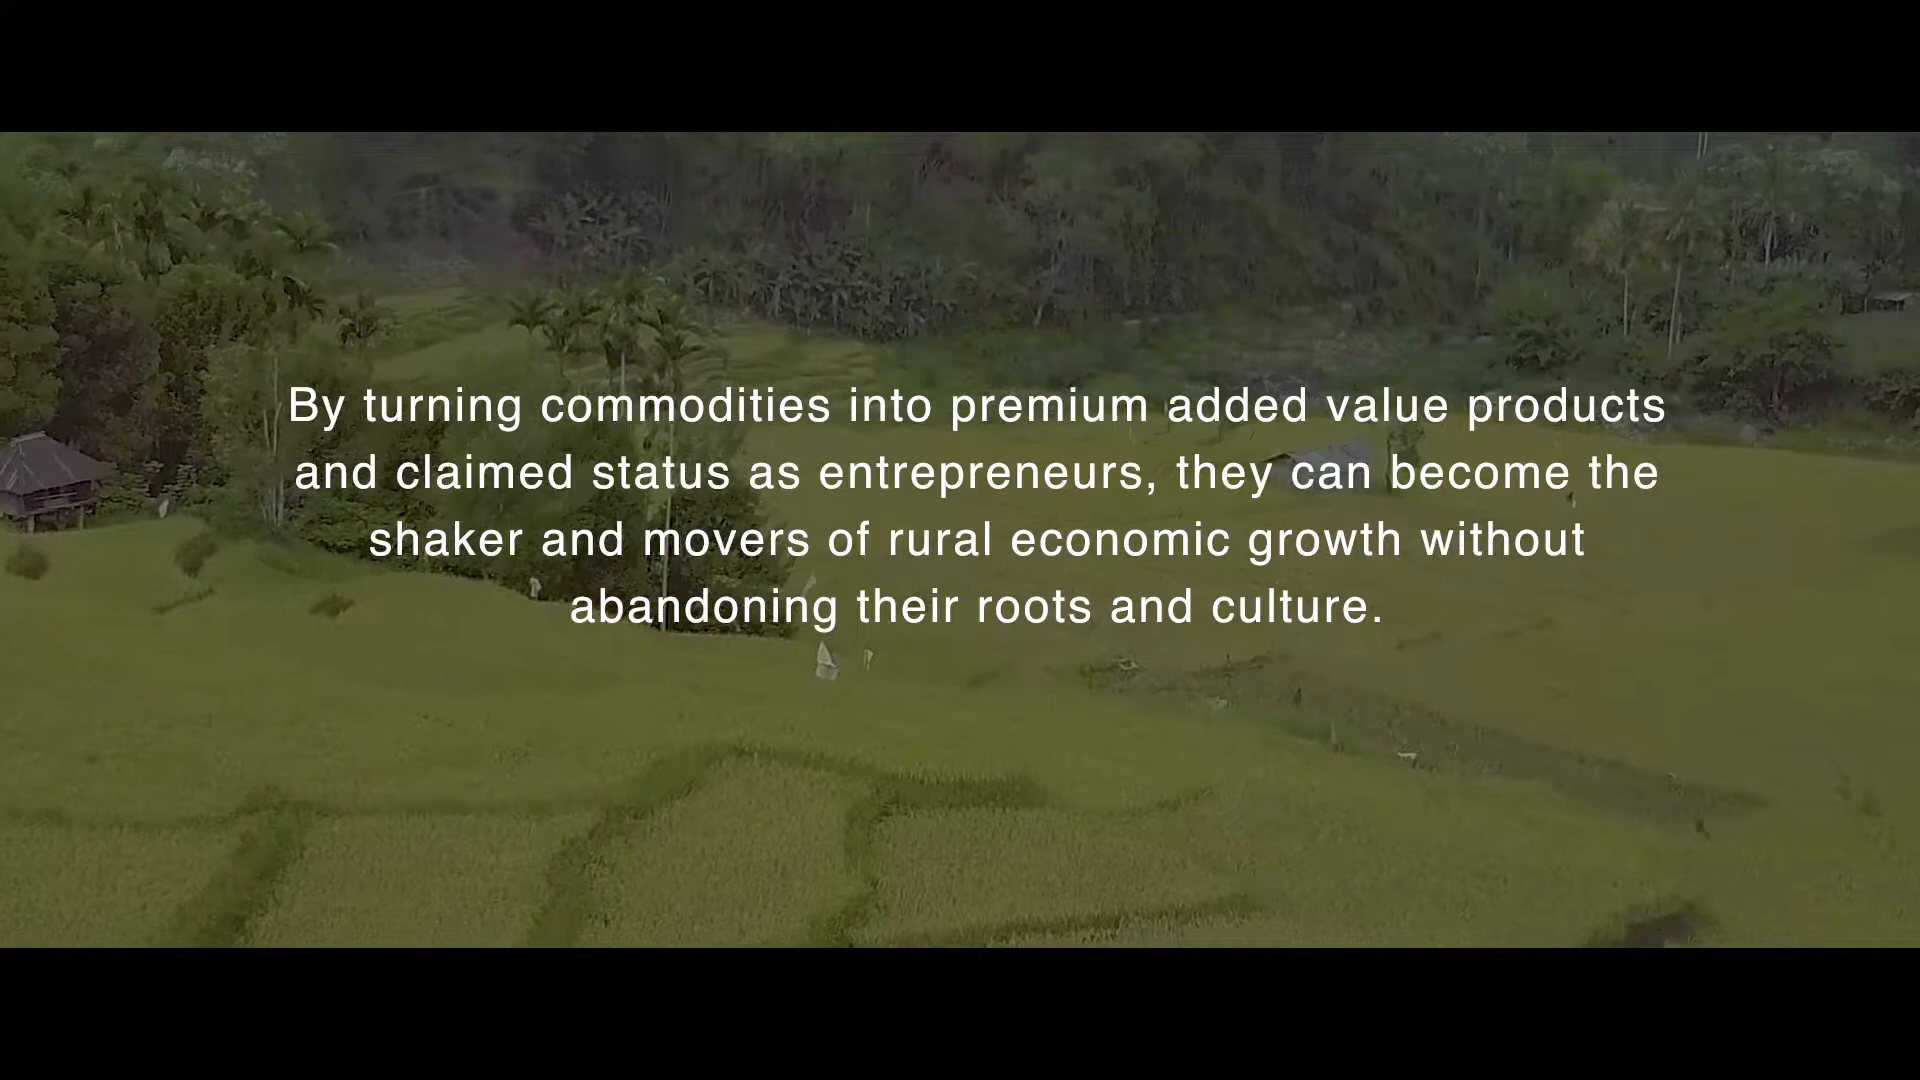 By turning commodities into premium added value products
and claimed status as entrepreneurs, they can become the
shaker and movers of rural economic growth without
abandoning their roots and culture.